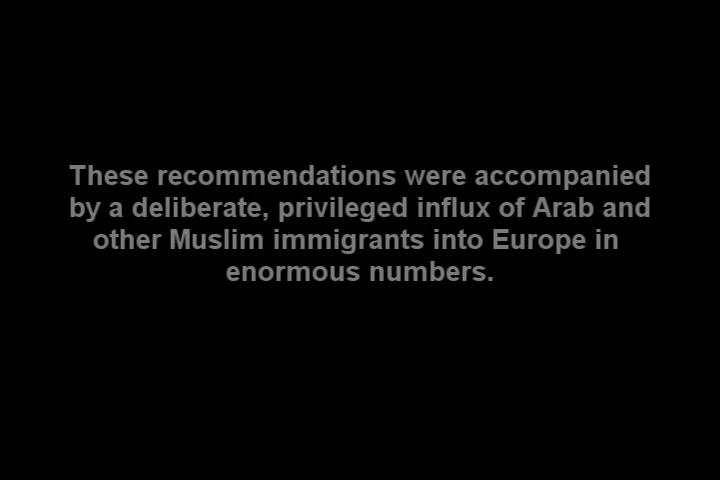 These recommendations were accompanied
by a deliberate, privileged influx of Arab and
other Muslim immigrants into Europe in
enormous numbers.